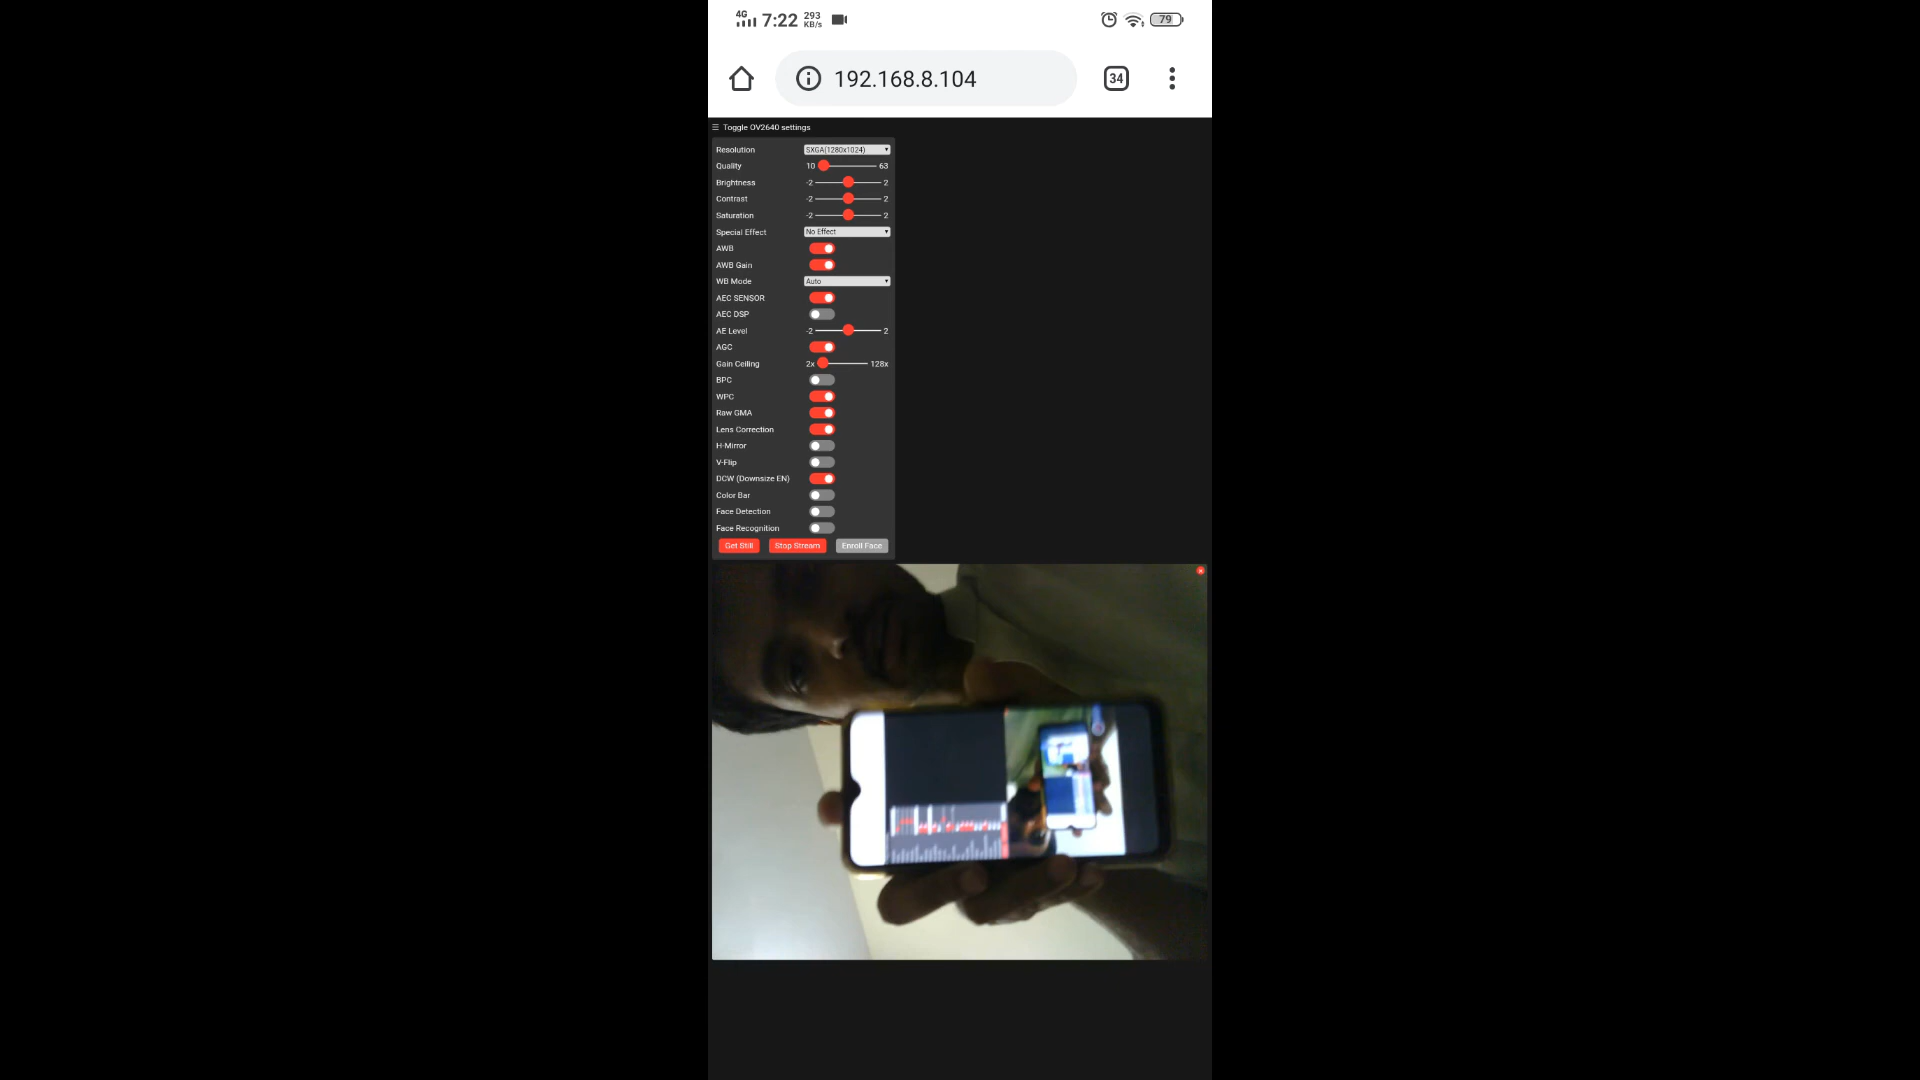 4G 7:22 293 KB/s 79
192.168.8.104 34
Toggle OV2640 settings
Resolution SXGA(1280x1024)
Quality 10 63
Brightness -2 2
Contrast -2 2
Saturation -2 2
Special Effect No Effect
AWB
AWB Gain
WB Mode Auto
AEC SENSOR
AEC DSP
AE Level -2 2
AGC
Gain Ceiling 2x 128x
BPC
WPC
Raw GMA
Lens Correction
H-Mirror
V-Flip
DCW (Downsize EN)
Color Bar
Face Detection
Face Recognition
Get Still Stop Stream Enroll Face